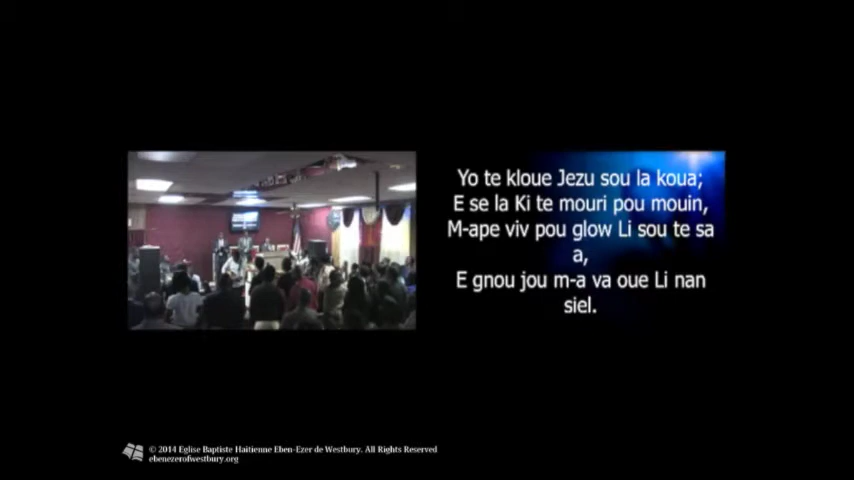 Yo te kloue Jezu sou la koua;
E se la Ki te mouri pou mouin,
M-ape viv pou glow Li sou te sa
a,
E gnou jou m-a va oue Li nan
siel.
© 2014 Eglise Baptiste Haitienne Eben-Ezer de Westbury. All Rights Reserved
ebenezerofwestbury.org